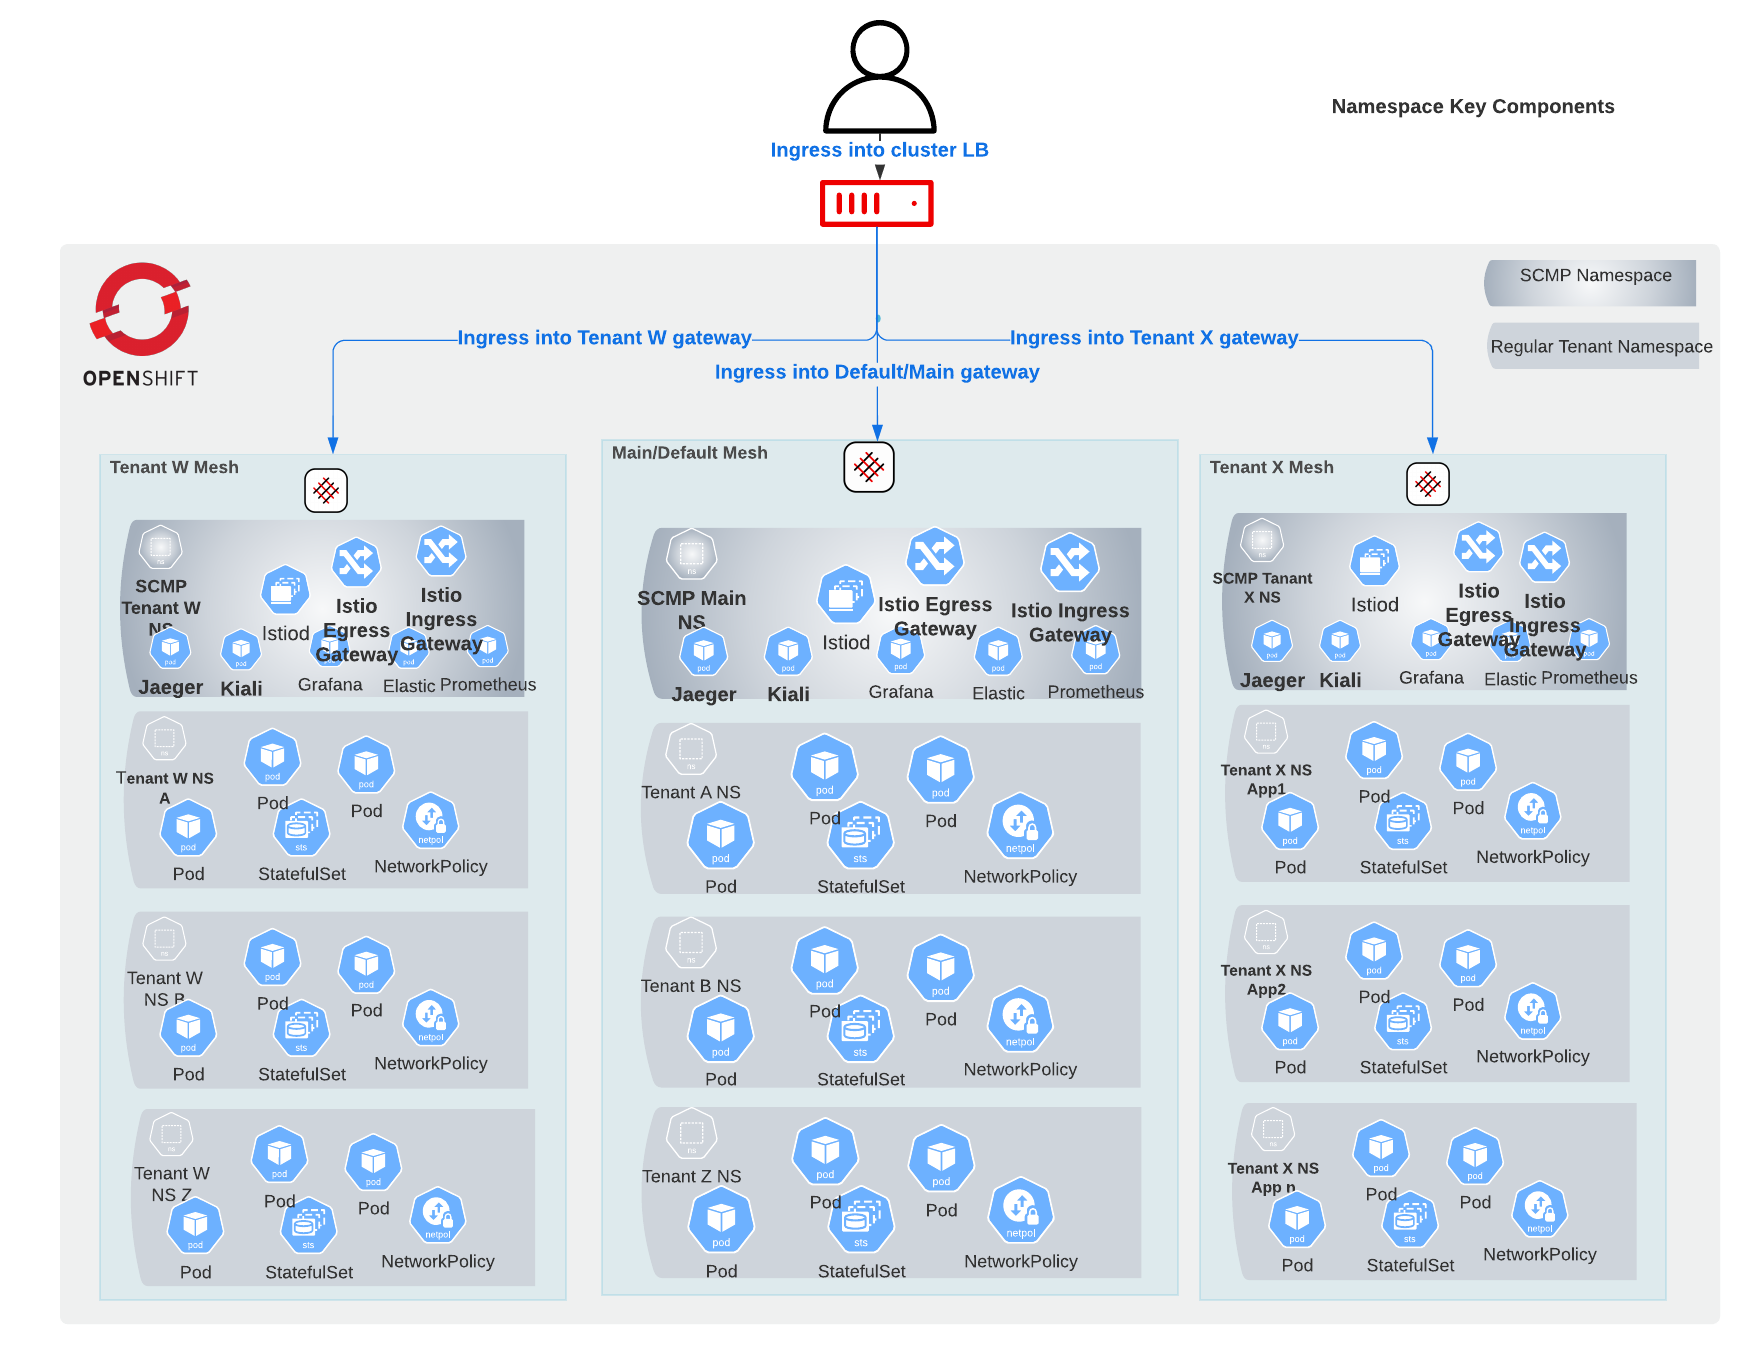 Namespace Key Components
Ingress into cluster LB
OPENSHIFT
SCMP Namespace
Regular Tenant Namespace
Ingress into Tenant W gateway
Ingress into Tenant X gateway
Ingress into Default/Main gateway
Tenant W Mesh
ns
SCMP
Tenant W
NS
Istiod
Istio
Egress
Gateway
Istio
Ingress
Gateway
pod
pod
pod
pod
Jaeger
Kiali
Grafana
Elastic
Prometheus
ns
Tenant W NS
A
pod
Pod
pod
Pod
pod
Pod
sts
StatefulSet
netpol
NetworkPolicy
ns
Tenant W
NS B
pod
Pod
pod
Pod
pod
Pod
sts
StatefulSet
netpol
NetworkPolicy
ns
Tenant W
NS Z
pod
Pod
pod
Pod
pod
Pod
sts
StatefulSet
netpol
NetworkPolicy
Main/Default Mesh
ns
SCMP Main
NS
Istiod
Istio Egress
Gateway
Istio Ingress
Gateway
pod
pod
pod
pod
pod
Jaeger
Kiali
Grafana
Elastic
Prometheus
ns
Tenant A NS
pod
Pod
pod
Pod
pod
Pod
sts
StatefulSet
netpol
NetworkPolicy
ns
Tenant B NS
pod
Pod
pod
Pod
pod
Pod
sts
StatefulSet
netpol
NetworkPolicy
ns
Tenant Z NS
pod
Pod
pod
Pod
pod
Pod
sts
StatefulSet
netpol
NetworkPolicy
Tenant X Mesh
ns
SCMP Tanant
X NS
Istiod
Istio
Egress
Gateway
Istio
Ingress
Gateway
pod
pod
pod
pod
Jaeger
Kiali
Grafana
Elastic
Prometheus
ns
Tenant X NS
App1
pod
Pod
pod
Pod
pod
Pod
sts
StatefulSet
netpol
NetworkPolicy
ns
Tenant X NS
App2
pod
Pod
pod
Pod
pod
Pod
sts
StatefulSet
netpol
NetworkPolicy
ns
Tenant X NS
App n
pod
Pod
pod
Pod
pod
Pod
sts
StatefulSet
netpol
NetworkPolicy